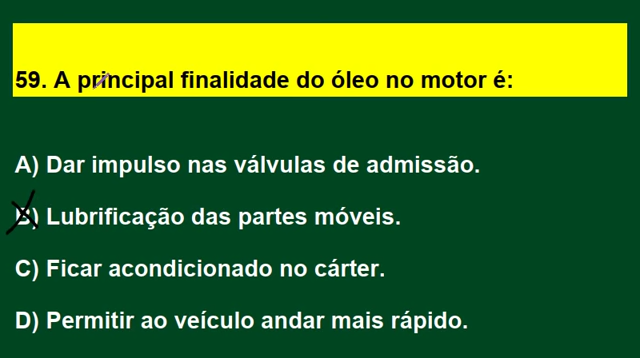 59. A principal finalidade do óleo no motor é:
A) Dar impulso nas válvulas de admissão.
B) Lubrificação das partes móveis.
C) Ficar acondicionado no cárter.
D) Permitir ao veículo andar mais rápido.